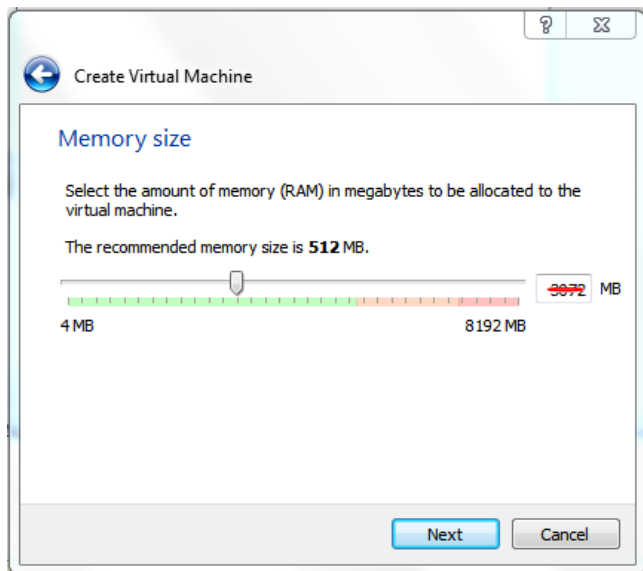 Create Virtual Machine
Memory size
Select the amount of memory (RAM) in megabytes to be allocated to the
virtual machine.
The recommended memory size is 512 MB.
3072 MB
4 MB 8192 MB
Next Cancel